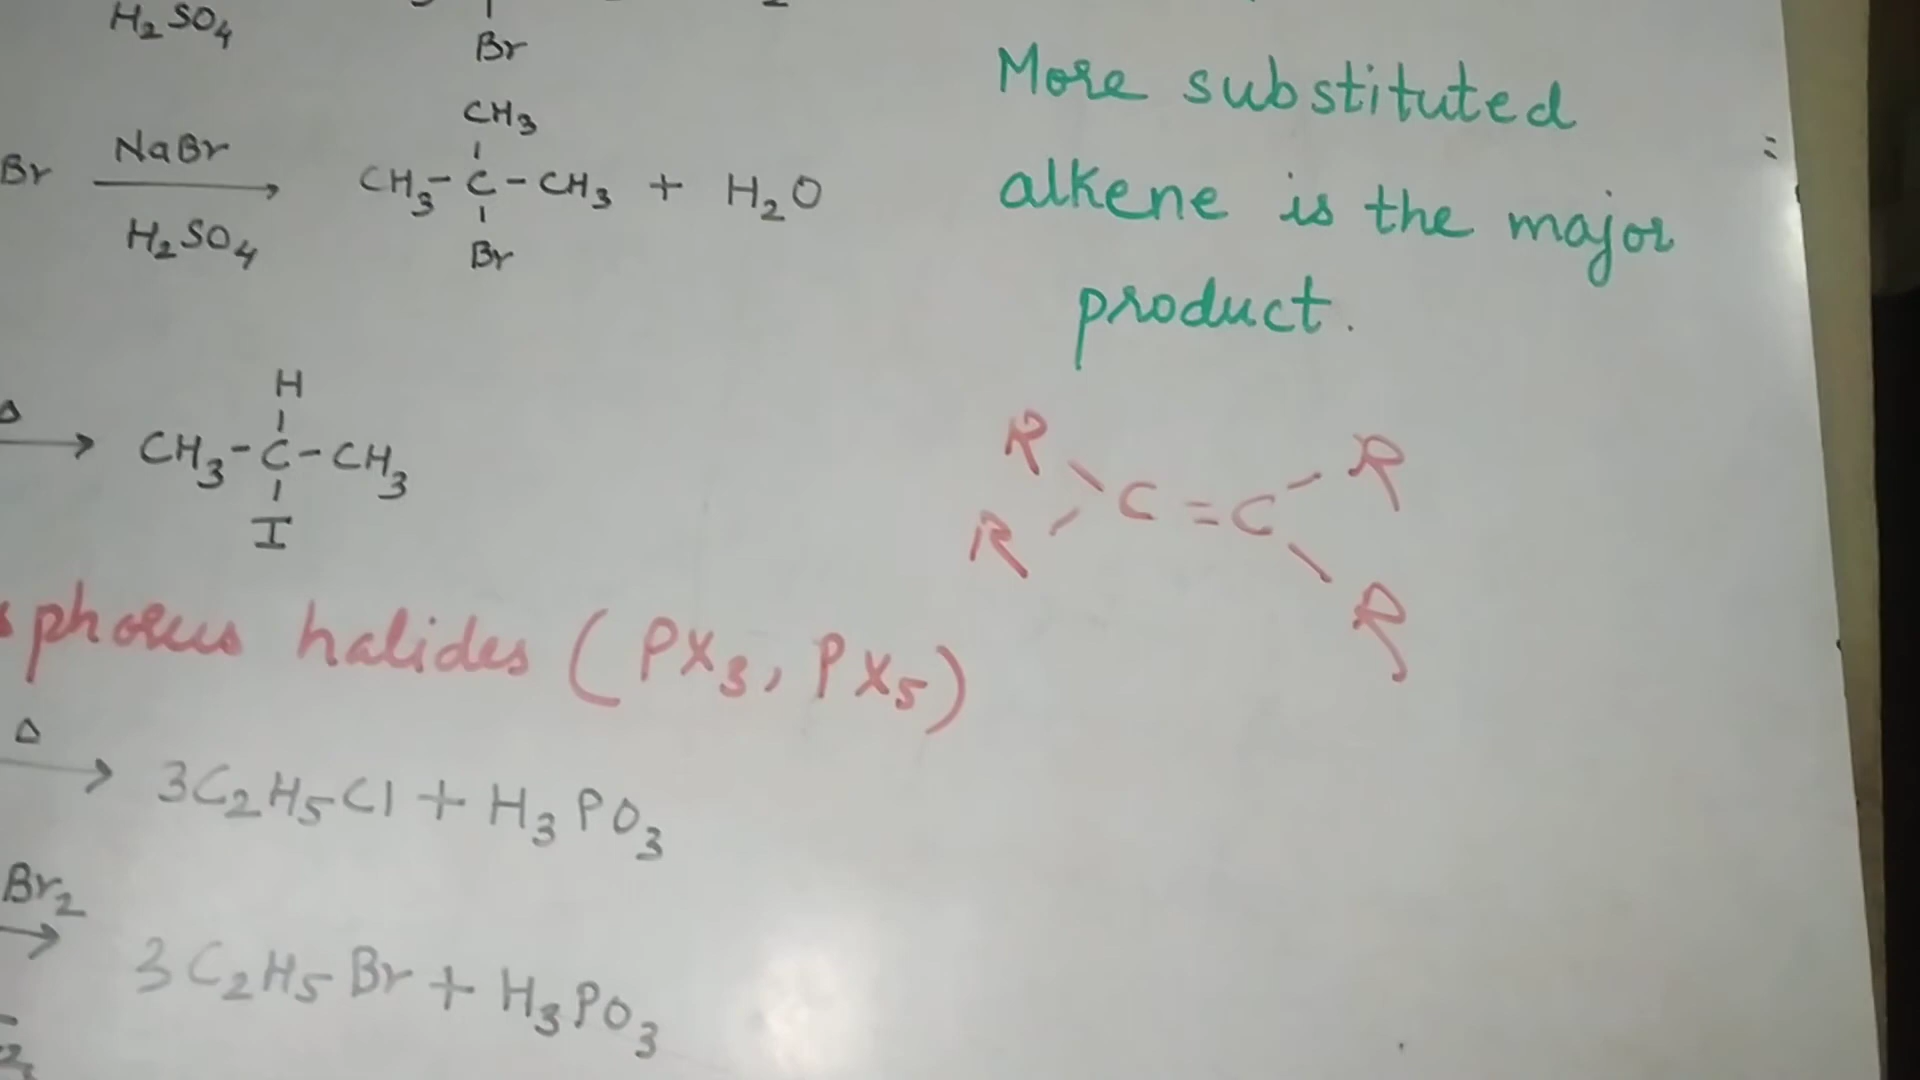 H₂SO₄
Br
CH₃
Br NaBr CH₃-C-CH₃ + H₂O
H₂SO₄
Br
H
Δ → CH₃-C-CH₃
I
sphorus halides (PX₃, PX₅)
Δ
→ 3C₂H₅Cl + H₃PO₃
Br₂
→ 3C₂H₅Br + H₃PO₃
More substituted
alkene is the major
product.
R R
C=C
R R